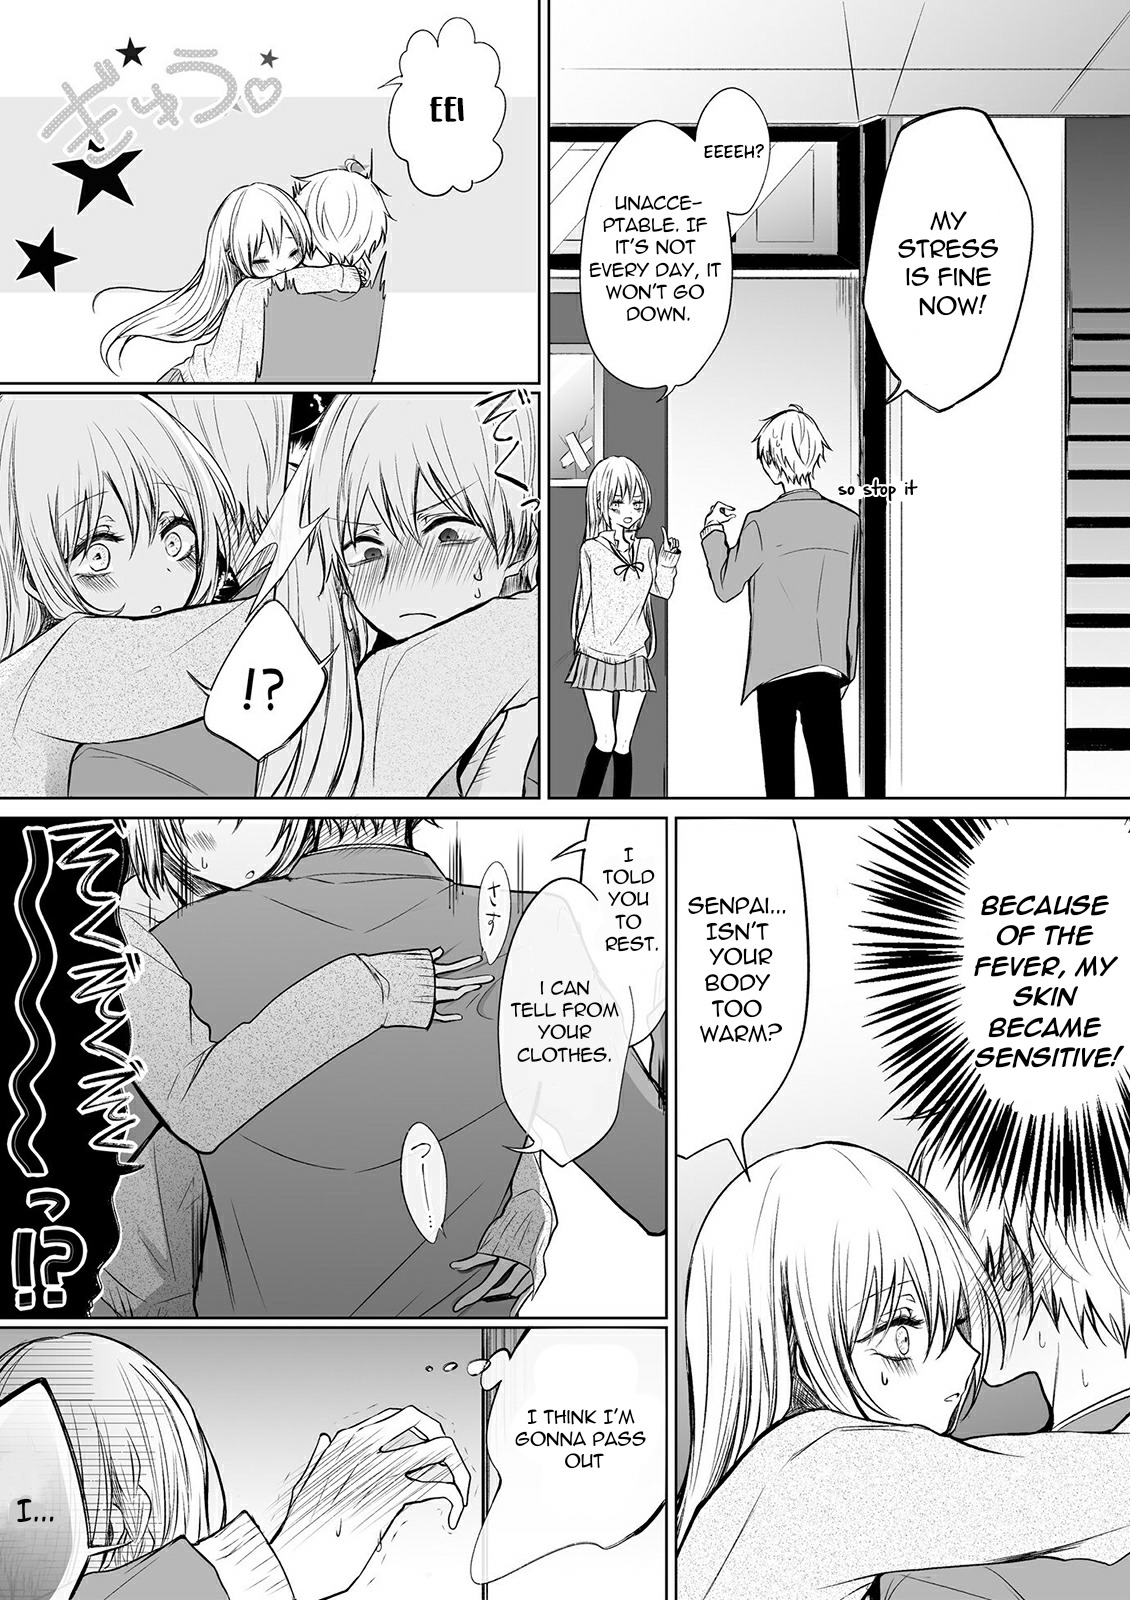 MY
STRESS
IS FINE
NOW!
so stop it
EEEEH?
UNACCE-
PTABLE. IF
IT'S NOT
EVERY DAY, IT
WON'T GO
DOWN.
EEI
ぎゅう
!?
BECAUSE
OF THE
FEVER, MY
SKIN
BECAME
SENSITIVE!
SENPAI...
ISN'T
YOUR
BODY
TOO
WARM?
I
TOLD
YOU
TO
REST.
I CAN
TELL FROM
YOUR
CLOTHES.
さす
つー…
っ!?
I THINK I'M
GONNA PASS
OUT
I...